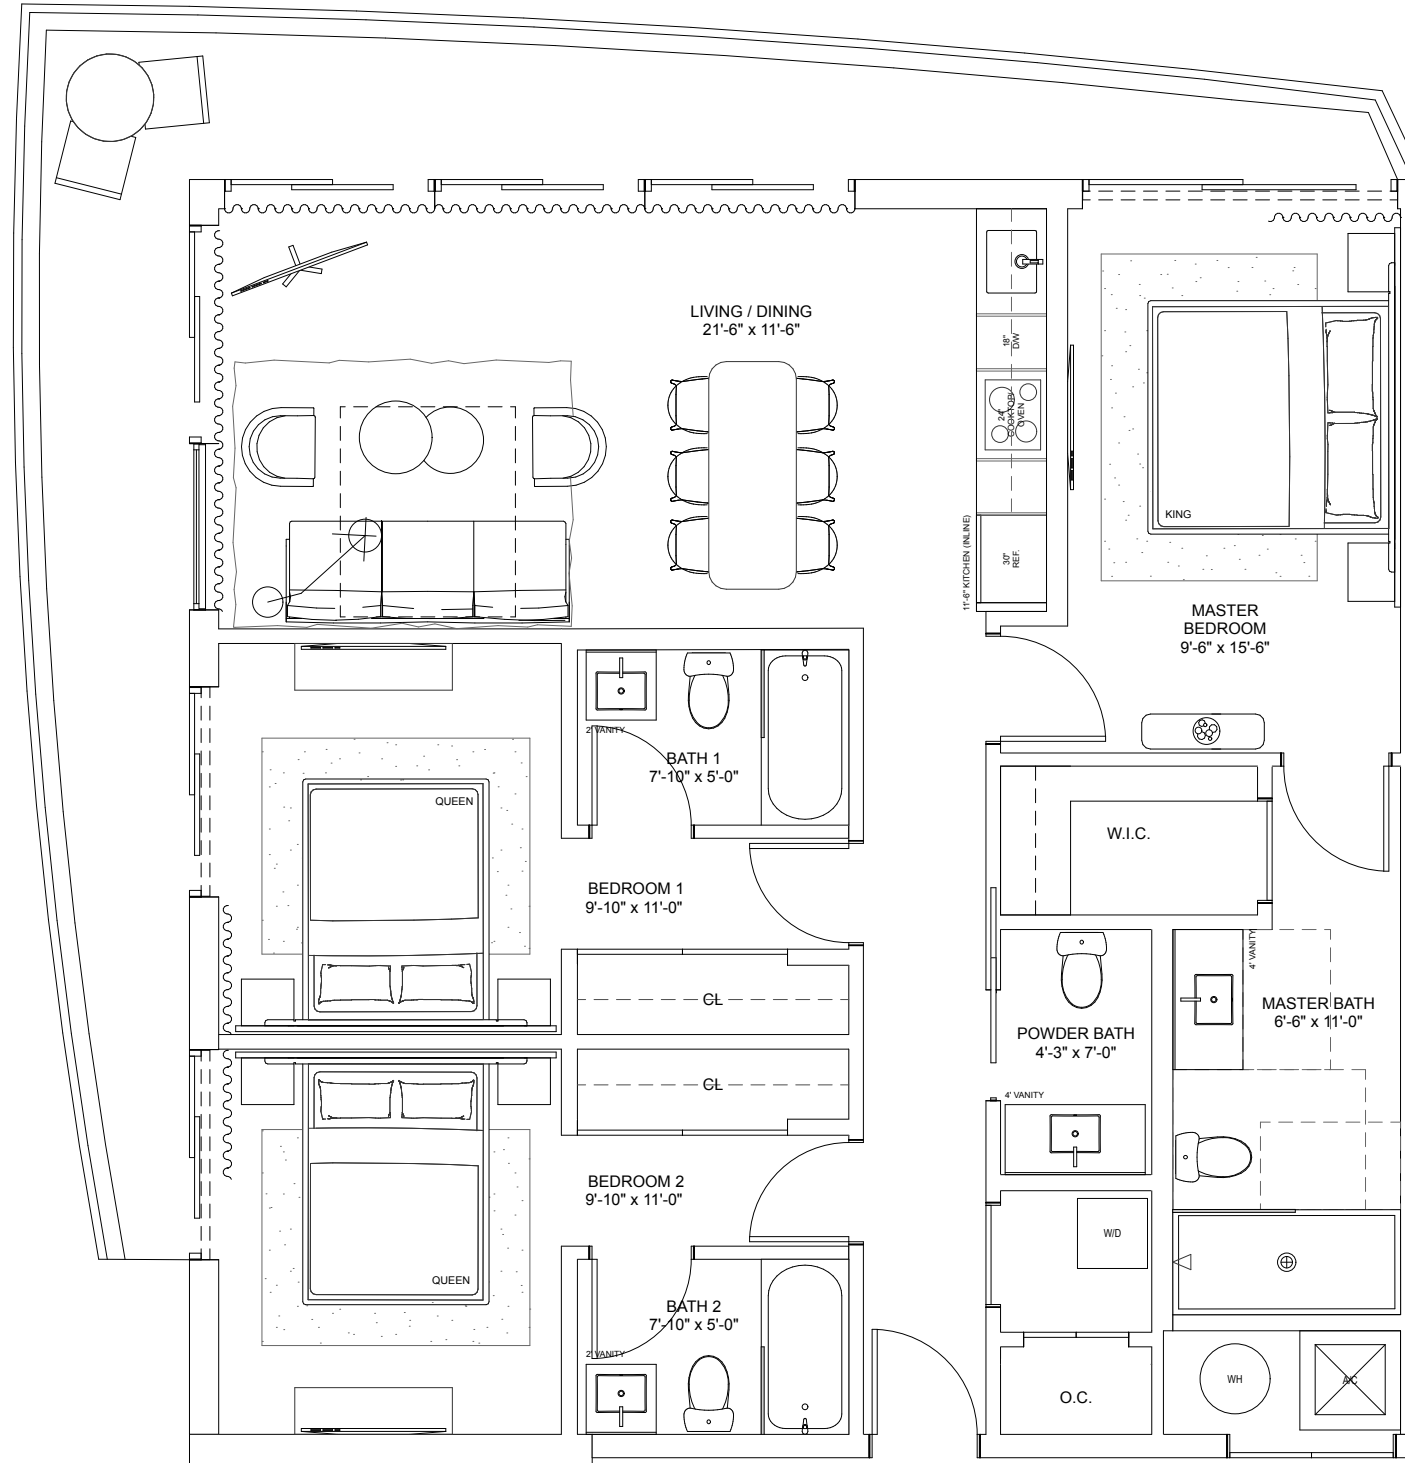 LIVING / DINING
21'-6" x 11'-6"
18"
D/W
24"
COOKTOP/
OVEN
30"
REF.
11'-6" KITCHEN (INLINE)
KING
MASTER
BEDROOM
9'-6" x 15'-6"
2' VANITY
BATH 1
7'-10" x 5'-0"
QUEEN
W.I.C.
BEDROOM 1
9'-10" x 11'-0"
CL
4' VANITY
MASTER BATH
6'-6" x 11'-0"
POWDER BATH
4'-3" x 7'-0"
CL
4' VANITY
BEDROOM 2
9'-10" x 11'-0"
W/D
QUEEN
BATH 2
7'-10" x 5'-0"
2' VANITY
O.C.
WH
A/C